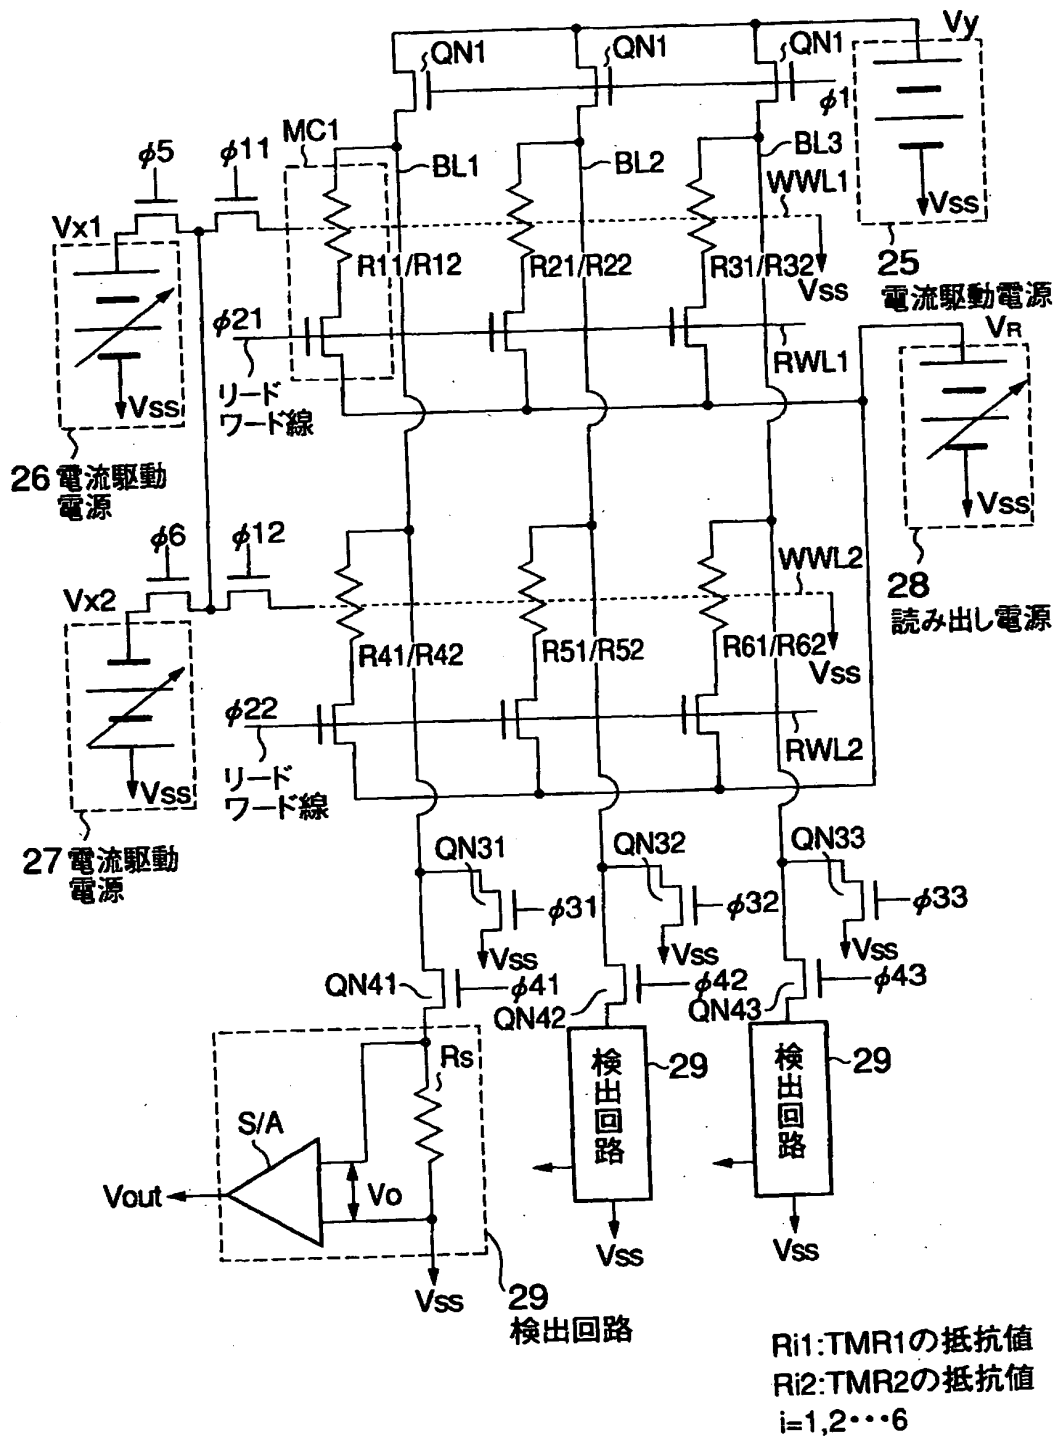 Vy
QN1
QN1
QN1
φ1
MC1
φ5
φ11
BL1
BL2
BL3
WWL1
Vss
Vx1
R11/R12
R21/R22
R31/R32
Vss
25
電流駆動電源
φ21
リード
ワード線
RWL1
VR
Vss
26 電流駆動
電源
Vss
28
読み出し電源
φ6
φ12
WWL2
Vx2
R41/R42
R51/R52
R61/R62
Vss
φ22
リード
ワード線
RWL2
Vss
27 電流駆動
電源
QN31
QN32
QN33
φ31
φ32
φ33
Vss
Vss
Vss
QN41
φ41
QN42
φ42
QN43
φ43
Rs
検出回路
29
検出回路
29
S/A
Vout
Vo
Vss
Vss
Vss
29
検出回路
Ri1:TMR1の抵抗値
Ri2:TMR2の抵抗値
i=1,2･･･6